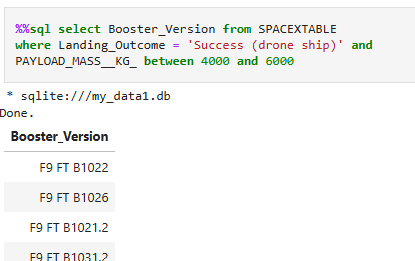 %%sql select Booster_Version from SPACEXTABLE
where Landing_Outcome = 'Success (drone ship)' and
PAYLOAD_MASS__KG_ between 4000 and 6000
* sqlite:///my_data1.db
Done.
Booster_Version
F9 FT B1022
F9 FT B1026
F9 FT B1021.2
F9 FT B1031.2